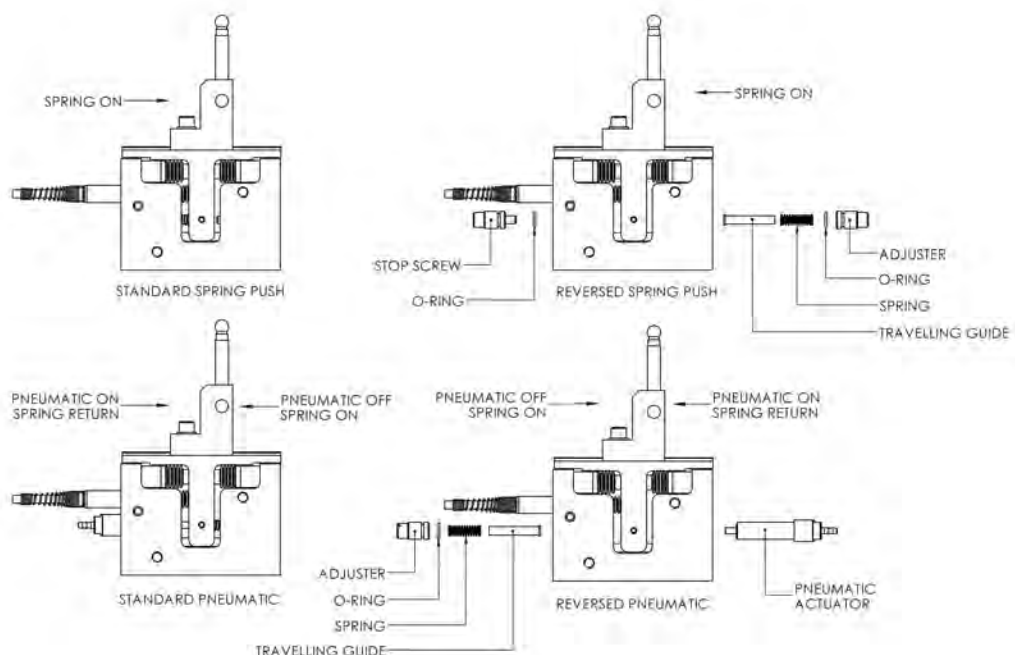 SPRING ON
SPRING ON
STOP SCREW
O-RING
ADJUSTER
O-RING
SPRING
TRAVELLING GUIDE
STANDARD SPRING PUSH
REVERSED SPRING PUSH
PNEUMATIC ON
SPRING RETURN
PNEUMATIC OFF
SPRING ON
PNEUMATIC OFF
SPRING ON
PNEUMATIC ON
SPRING RETURN
ADJUSTER
O-RING
SPRING
TRAVELLING GUIDE
PNEUMATIC
ACTUATOR
STANDARD PNEUMATIC
REVERSED PNEUMATIC